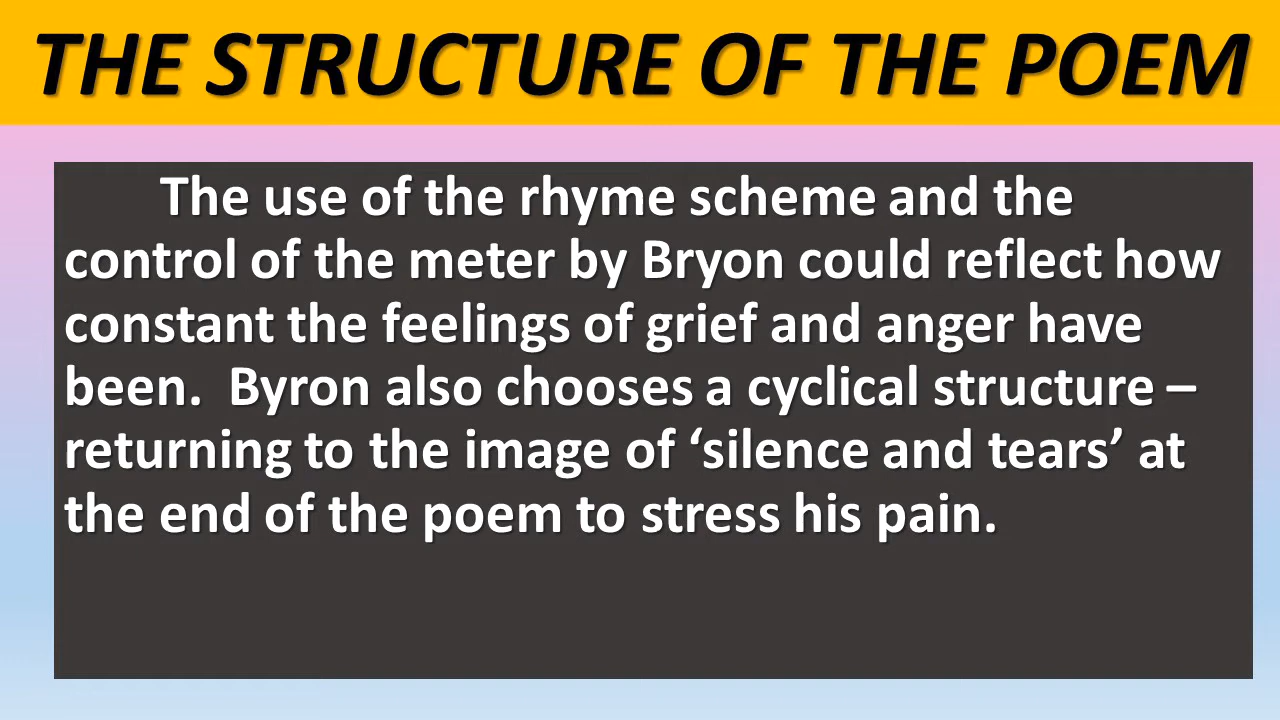 THE STRUCTURE OF THE POEM
The use of the rhyme scheme and the
control of the meter by Bryon could reflect how
constant the feelings of grief and anger have
been.  Byron also chooses a cyclical structure –
returning to the image of ‘silence and tears’ at
the end of the poem to stress his pain.